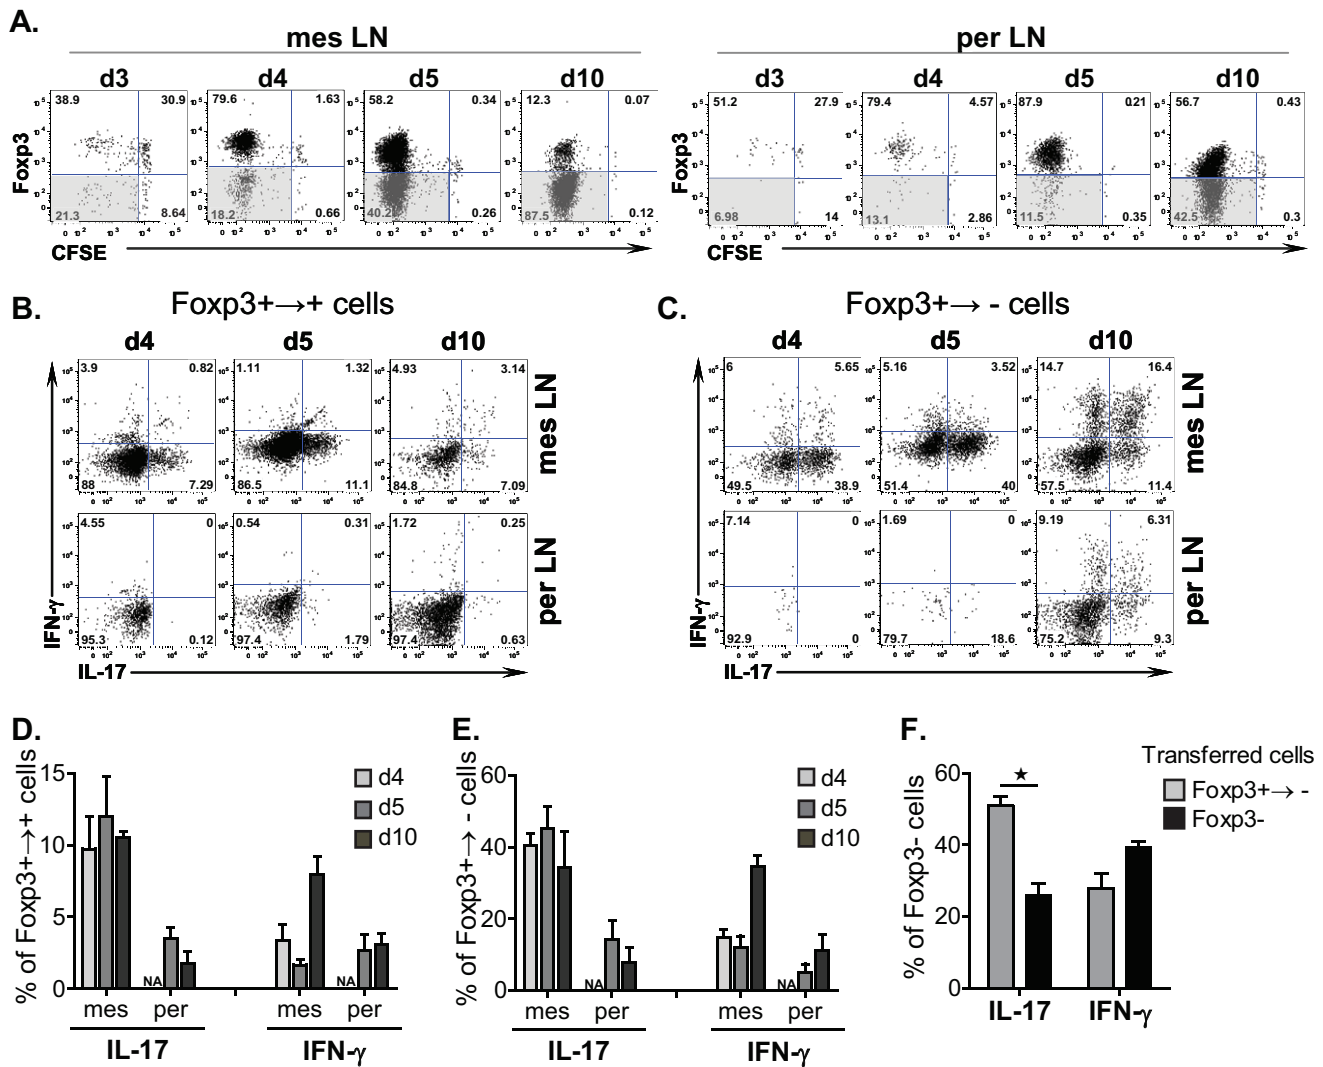 A.
mes LN
per LN
d3 d4 d5 d10
d3 d4 d5 d10
38.9 30.9 79.6 1.63 58.2 0.34 12.3 0.07
51.2 27.9 79.4 4.57 87.9 0.21 56.7 0.43
Foxp3
Foxp3
21.3 8.64 18.2 0.66 40.2 0.26 87.5 0.12
6.98 14 13.1 2.86 11.5 0.35 42.5 0.3
CFSE
CFSE
B.
Foxp3+→+ cells
d4 d5 d10
3.9 0.82 1.11 1.32 4.93 3.14
88 7.29 86.5 11.1 84.8 7.09
mes LN
4.55 0 0.54 0.31 1.72 0.25
95.3 0.12 97.4 1.79 97.4 0.63
per LN
IFN-γ
IL-17
C.
Foxp3+→ - cells
d4 d5 d10
6 5.65 5.16 3.52 14.7 16.4
49.5 38.9 51.4 40 57.5 11.4
mes LN
7.14 0 1.69 0 9.19 6.31
92.9 0 79.7 18.6 75.2 9.3
per LN
IFN-γ
IL-17
D.
% of Foxp3+→+ cells
15
10
5
0
d4
d5
d10
NA
NA
mes per mes per
IL-17 IFN-γ
E.
% of Foxp3+→ - cells
60
40
20
0
d4
d5
d10
NA
NA
mes per mes per
IL-17 IFN-γ
F.
% of Foxp3- cells
60
40
20
0
★
Transferred cells
Foxp3+→ -
Foxp3-
IL-17 IFN-γ